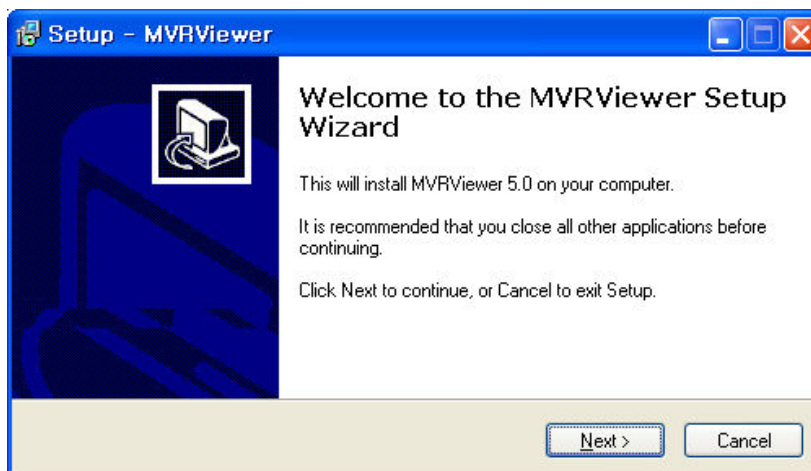 Setup - MVRViewer
Welcome to the MVRViewer Setup
Wizard
This will install MVRViewer 5.0 on your computer.
It is recommended that you close all other applications before
continuing.
Click Next to continue, or Cancel to exit Setup.
Next >
Cancel